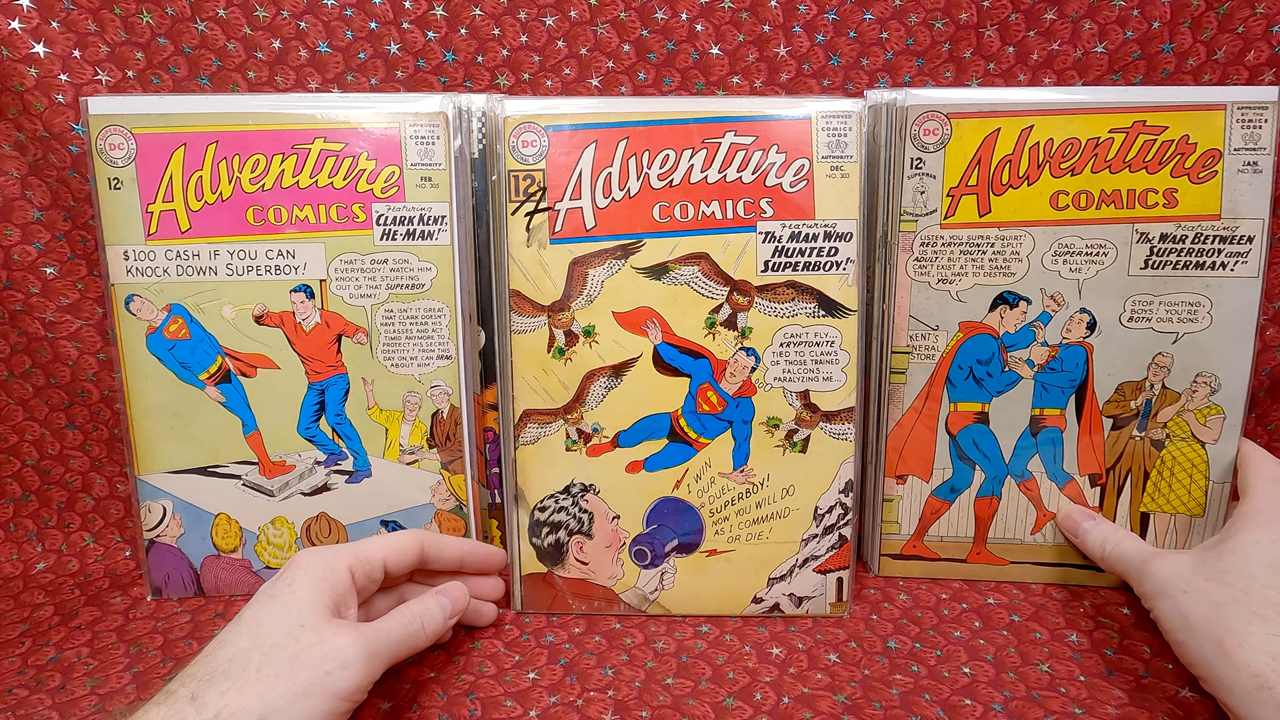 SUPERMAN
DC
NATIONAL COMICS
12¢
Adventure
COMICS
APPROVED
BY THE
COMICS
CODE
AUTHORITY
FEB.
NO. 305
Featuring
"CLARK KENT,
HE-MAN!"
$100 CASH IF YOU CAN
KNOCK DOWN SUPERBOY!
THAT'S OUR SON,
EVERYBODY! WATCH HIM
KNOCK THE STUFFING
OUT OF THAT SUPERBOY
DUMMY!
MA, ISN'T IT GREAT
THAT CLARK DOESN'T
HAVE TO WEAR HIS
GLASSES AND ACT
TIMID ANYMORE TO
PROTECT HIS SECRET
IDENTITY? FROM THIS
DAY ON, WE CAN BRAG
ABOUT HIM!
SUPERMAN
DC
NATIONAL COMICS
12¢
Adventure
COMICS
APPROVED
BY THE
COMICS
CODE
AUTHORITY
DEC.
NO. 303
Featuring
"THE MAN WHO
HUNTED
SUPERBOY!"
CAN'T FLY...
KRYPTONITE
TIED TO CLAWS
OF THOSE TRAINED
FALCONS...
PARALYZING ME...
I WIN
OUR
DUEL,
SUPERBOY!
NOW YOU WILL DO
AS I COMMAND--
OR DIE!
SUPERMAN
DC
NATIONAL COMICS
12¢
SUPERMAN
Adventure
COMICS
APPROVED
BY THE
COMICS
CODE
AUTHORITY
JAN.
NO. 304
Featuring
"THE WAR BETWEEN
SUPERBOY and
SUPERMAN!"
LISTEN, YOU SUPER-SQUIRT!
RED KRYPTONITE SPLIT
US INTO A YOUTH AND AN
ADULT! BUT SINCE WE BOTH
CAN'T EXIST AT THE SAME
TIME, I'LL HAVE TO DESTROY
YOU!
DAD... MOM...
SUPERMAN
IS BULLYING
ME!
STOP FIGHTING,
BOYS! YOU'RE
BOTH OUR SONS!
KENT'S
GENERAL
STORE